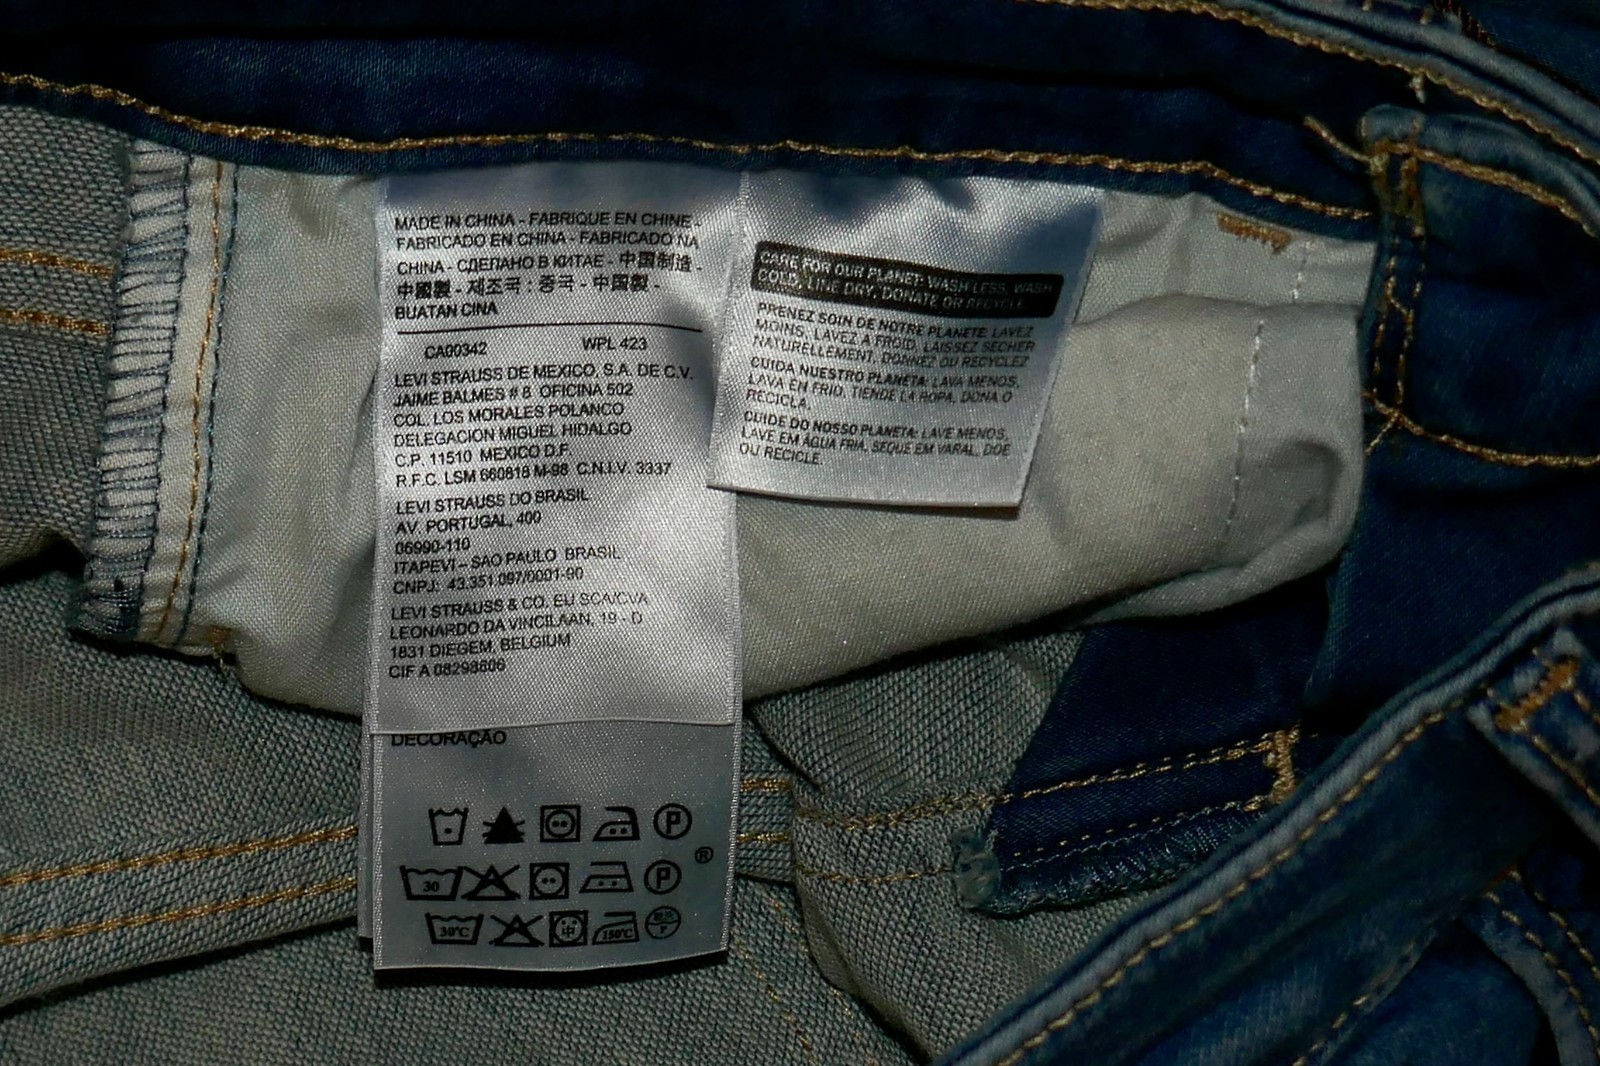 MADE IN CHINA - FABRIQUE EN CHINE -
FABRICADO EN CHINA - FABRICADO NA
CHINA - СДЕЛАНО В КИТАЕ - 中国制造 -
中國製 - 제조국 : 중국 - 中国製 -
BUATAN CINA
CA00342 WPL 423
LEVI STRAUSS DE MEXICO, S.A. DE C.V.
JAIME BALMES # 8 OFICINA 502
COL. LOS MORALES POLANCO
DELEGACION MIGUEL HIDALGO
C.P. 11510 MEXICO D.F.
R.F.C. LSM 660818 M-98 C.N.I.V. 3337
LEVI STRAUSS DO BRASIL
AV. PORTUGAL, 400
06990-110
ITAPEVI - SAO PAULO BRASIL
CNPJ: 43.351.097/0001-90
LEVI STRAUSS & CO. EU SCA/CVA
LEONARDO DA VINCILAAN, 19 - D
1831 DIEGEM, BELGIUM
CIF A 08298606
DECORAÇÃO
P
30 P ®
30°C 中 150°C P
CARE FOR OUR PLANET: WASH LESS, WASH
COLD, LINE DRY, DONATE OR RECYCLE
PRENEZ SOIN DE NOTRE PLANETE: LAVEZ
MOINS, LAVEZ A FROID, LAISSEZ SECHER
NATURELLEMENT, DONNEZ OU RECYCLEZ
CUIDA NUESTRO PLANETA: LAVA MENOS,
LAVA EN FRIO, TIENDE LA ROPA, DONA O
RECICLA.
CUIDE DO NOSSO PLANETA: LAVE MENOS,
LAVE EM ÁGUA FRIA, SEQUE EM VARAL, DOE
OU RECICLE.